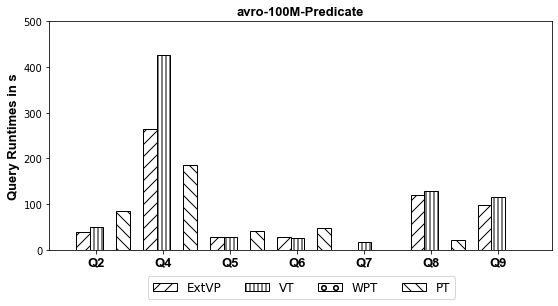 avro-100M-Predicate
Query Runtimes in s
500
400
300
200
100
0
Q2 Q4 Q5 Q6 Q7 Q8 Q9
ExtVP VT WPT PT